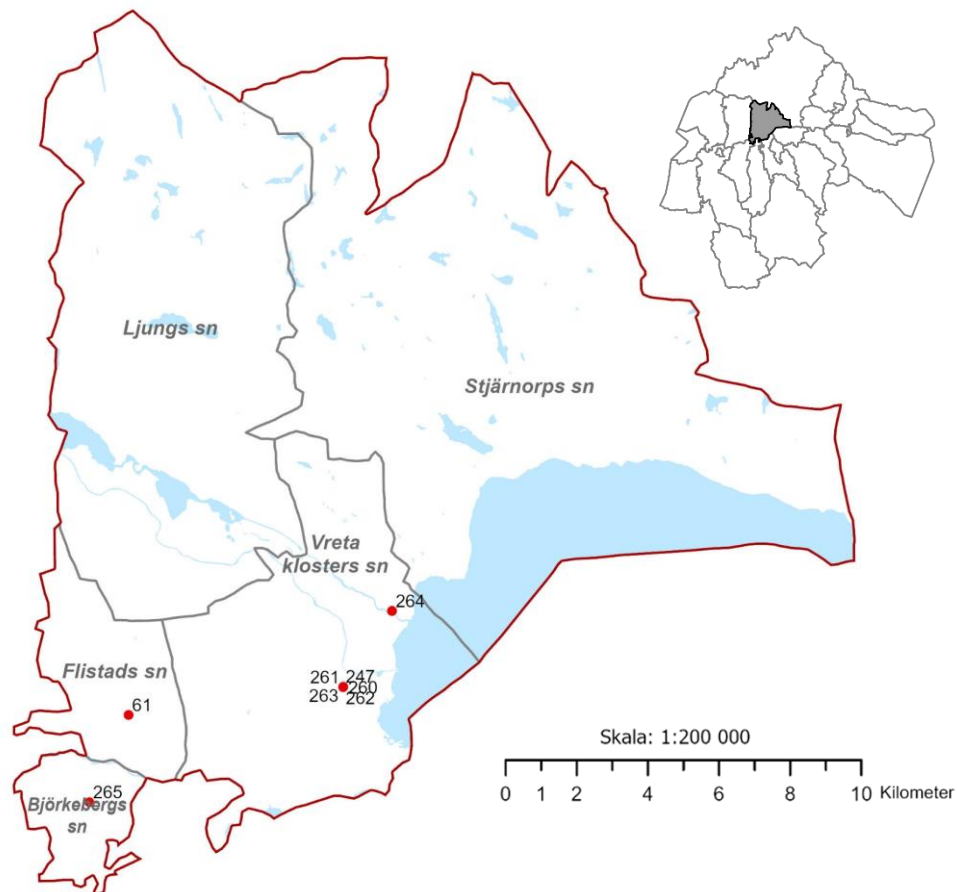 Ljungs sn
Stjärnorps sn
Vreta
klosters sn
264
Flistads sn
261 247
260
263 262
61
265
Björkebergs
sn
Skala: 1:200 000
0 1 2 4 6 8 10 Kilometer